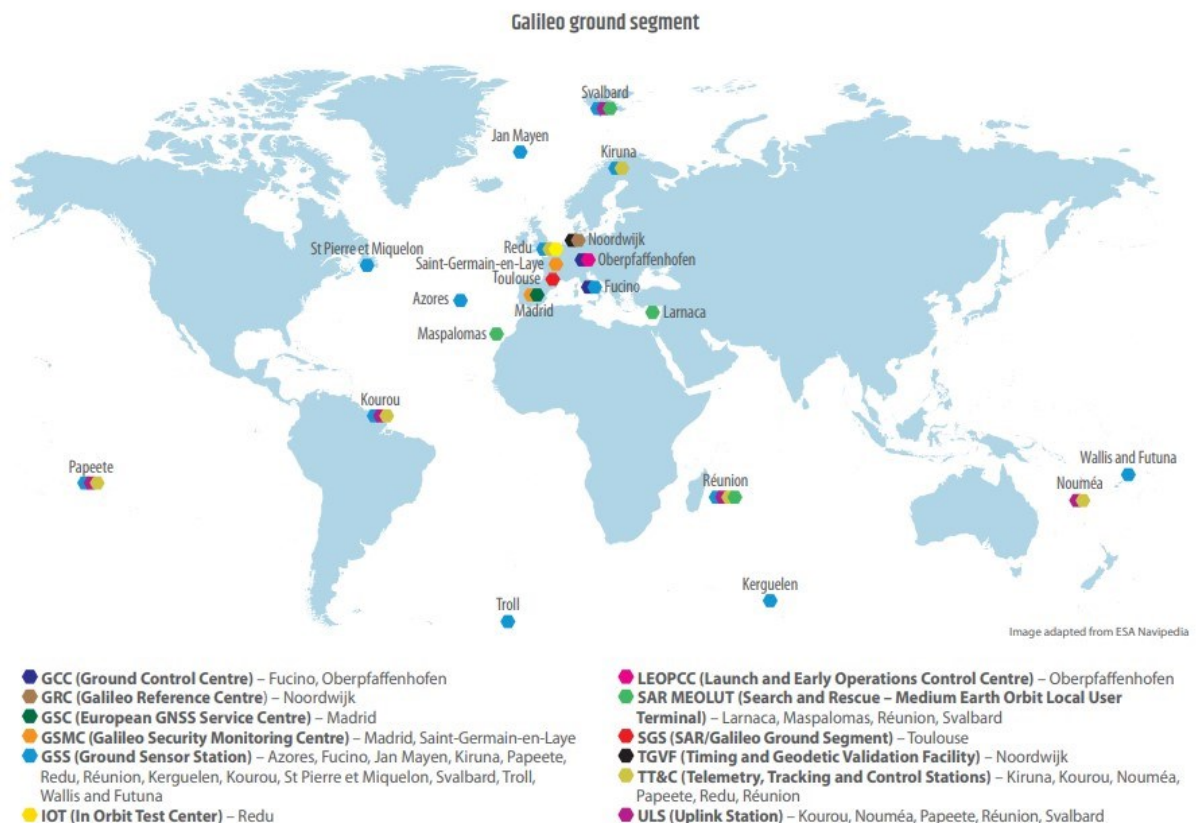 Galileo ground segment
Svalbard
Jan Mayen
Kiruna
St Pierre et Miquelon
Redu
Noordwijk
Saint-Germain-en-Laye
Oberpfaffenhofen
Toulouse
Fucino
Azores
Madrid
Larnaca
Maspalomas
Kourou
Papeete
Réunion
Wallis and Futuna
Nouméa
Kerguelen
Troll
Image adapted from ESA Navipedia
GCC (Ground Control Centre) – Fucino, Oberpfaffenhofen
GRC (Galileo Reference Centre) – Noordwijk
GSC (European GNSS Service Centre) – Madrid
GSMC (Galileo Security Monitoring Centre) – Madrid, Saint-Germain-en-Laye
GSS (Ground Sensor Station) – Azores, Fucino, Jan Mayen, Kiruna, Papeete,
Redu, Réunion, Kerguelen, Kourou, St Pierre et Miquelon, Svalbard, Troll,
Wallis and Futuna
IOT (In Orbit Test Center) – Redu
LEOPCC (Launch and Early Operations Control Centre) – Oberpfaffenhofen
SAR MEOLUT (Search and Rescue – Medium Earth Orbit Local User
Terminal) – Larnaca, Maspalomas, Réunion, Svalbard
SGS (SAR/Galileo Ground Segment) – Toulouse
TGVF (Timing and Geodetic Validation Facility) – Noordwijk
TT&C (Telemetry, Tracking and Control Stations) – Kiruna, Kourou, Nouméa,
Papeete, Redu, Réunion
ULS (Uplink Station) – Kourou, Nouméa, Papeete, Réunion, Svalbard